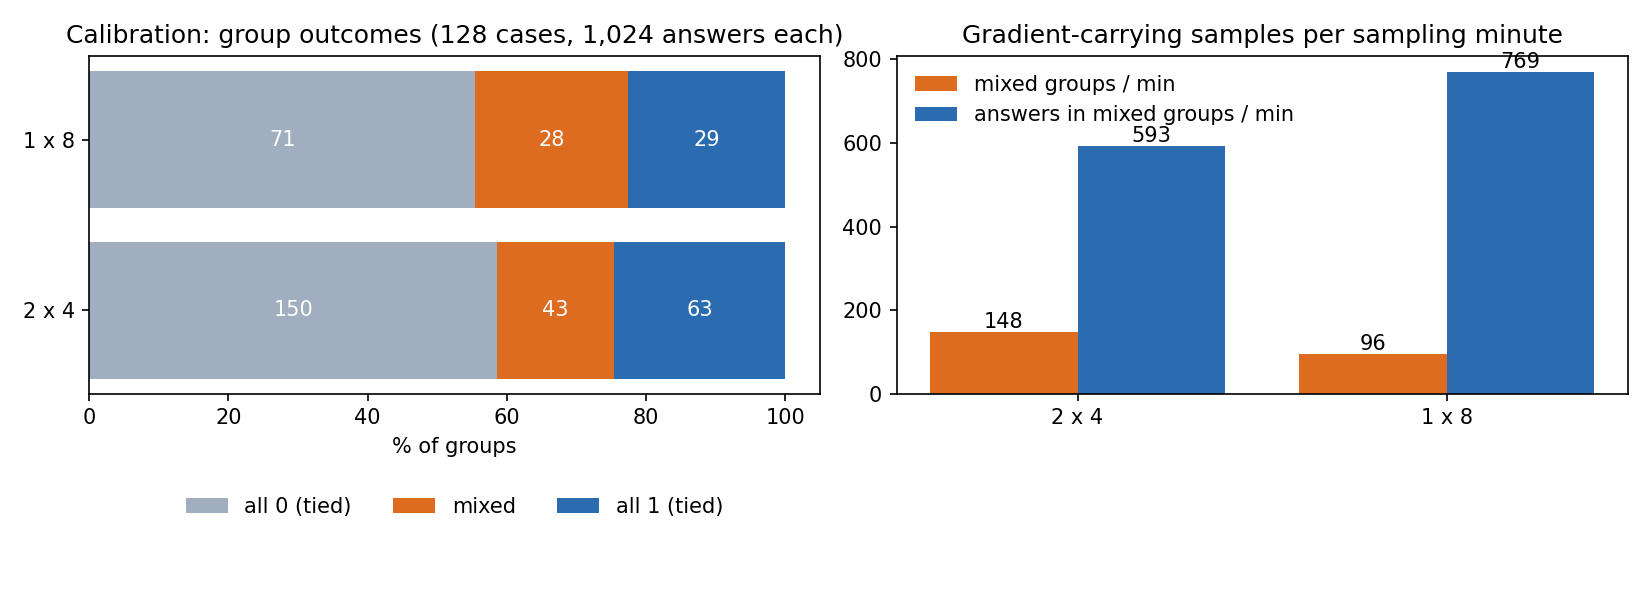 Calibration: group outcomes (128 cases, 1,024 answers each)
1 x 8
71
28
29
2 x 4
150
43
63
0
20
40
60
80
100
% of groups
all 0 (tied)
mixed
all 1 (tied)
Gradient-carrying samples per sampling minute
mixed groups / min
answers in mixed groups / min
800
600
400
200
0
148
593
96
769
2 x 4
1 x 8